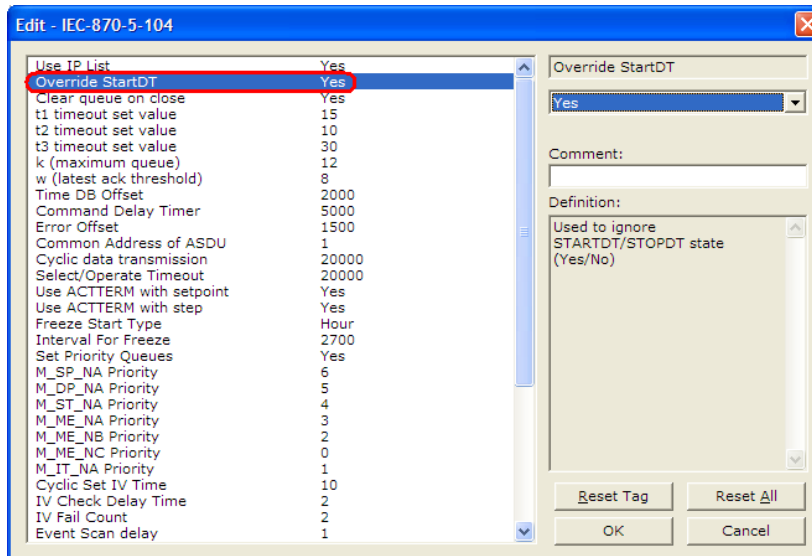 Edit - IEC-870-5-104
Use IP List Yes
Override StartDT Yes
Clear queue on close Yes
t1 timeout set value 15
t2 timeout set value 10
t3 timeout set value 30
k (maximum queue) 12
w (latest ack threshold) 8
Time DB Offset 2000
Command Delay Timer 5000
Error Offset 1500
Common Address of ASDU 1
Cyclic data transmission 20000
Select/Operate Timeout 20000
Use ACTTERM with setpoint Yes
Use ACTTERM with step Yes
Freeze Start Type Hour
Interval For Freeze 2700
Set Priority Queues Yes
M_SP_NA Priority 6
M_DP_NA Priority 5
M_ST_NA Priority 4
M_ME_NA Priority 3
M_ME_NB Priority 2
M_ME_NC Priority 0
M_IT_NA Priority 1
Cyclic Set IV Time 10
IV Check Delay Time 2
IV Fail Count 2
Event Scan delay 1
Override StartDT
Yes
Comment:
Definition:
Used to ignore
STARTDT/STOPDT state
(Yes/No)
Reset Tag Reset All
OK Cancel